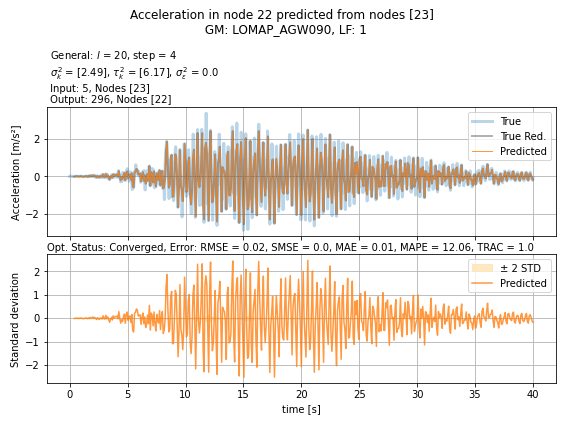 Acceleration in node 22 predicted from nodes [23]
GM: LOMAP_AGW090, LF: 1
General: l = 20, step = 4
σ²ₖ = [2.49], τ²ₖ = [6.17], σ²ε = 0.0
Input: 5, Nodes [23]
Output: 296, Nodes [22]
Acceleration [m/s²]
2
0
−2
True
True Red.
Predicted
Opt. Status: Converged, Error: RMSE = 0.02, SMSE = 0.0, MAE = 0.01, MAPE = 12.06, TRAC = 1.0
Standard deviation
2
1
0
−1
−2
± 2 STD
Predicted
0 5 10 15 20 25 30 35 40
time [s]